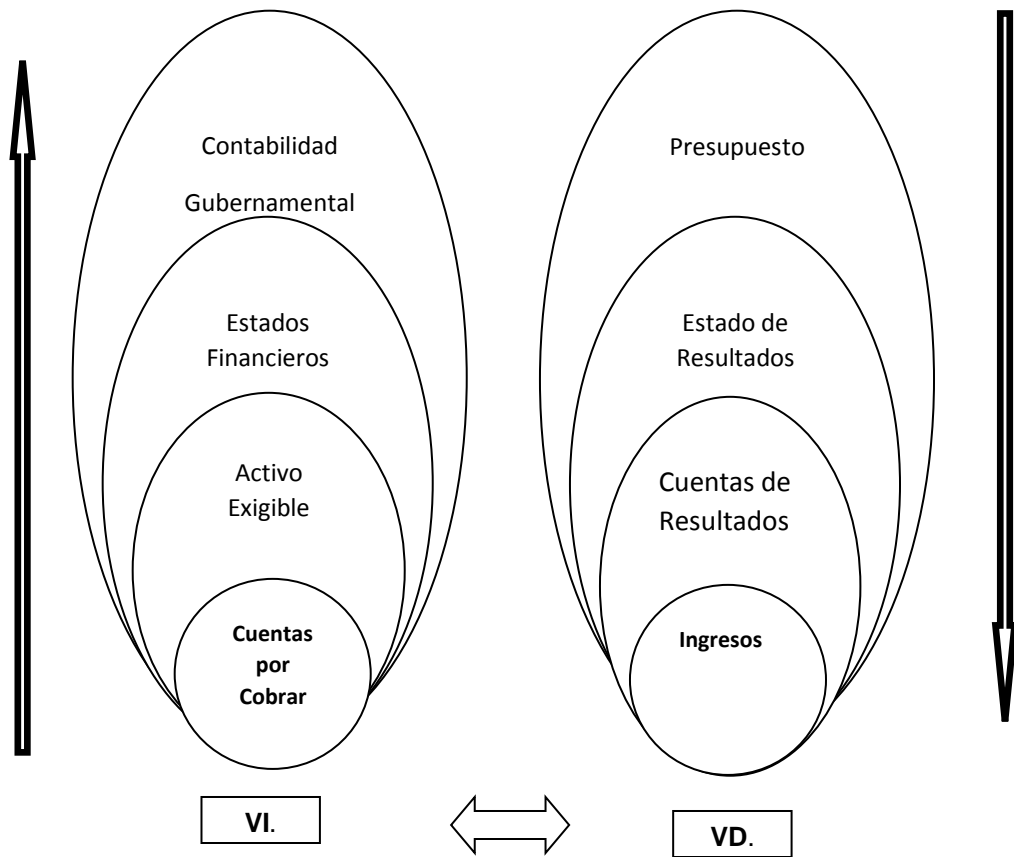 Contabilidad
Gubernamental
Estados
Financieros
Activo
Exigible
Cuentas
por
Cobrar
VI.
Presupuesto
Estado de
Resultados
Cuentas de
Resultados
Ingresos
VD.